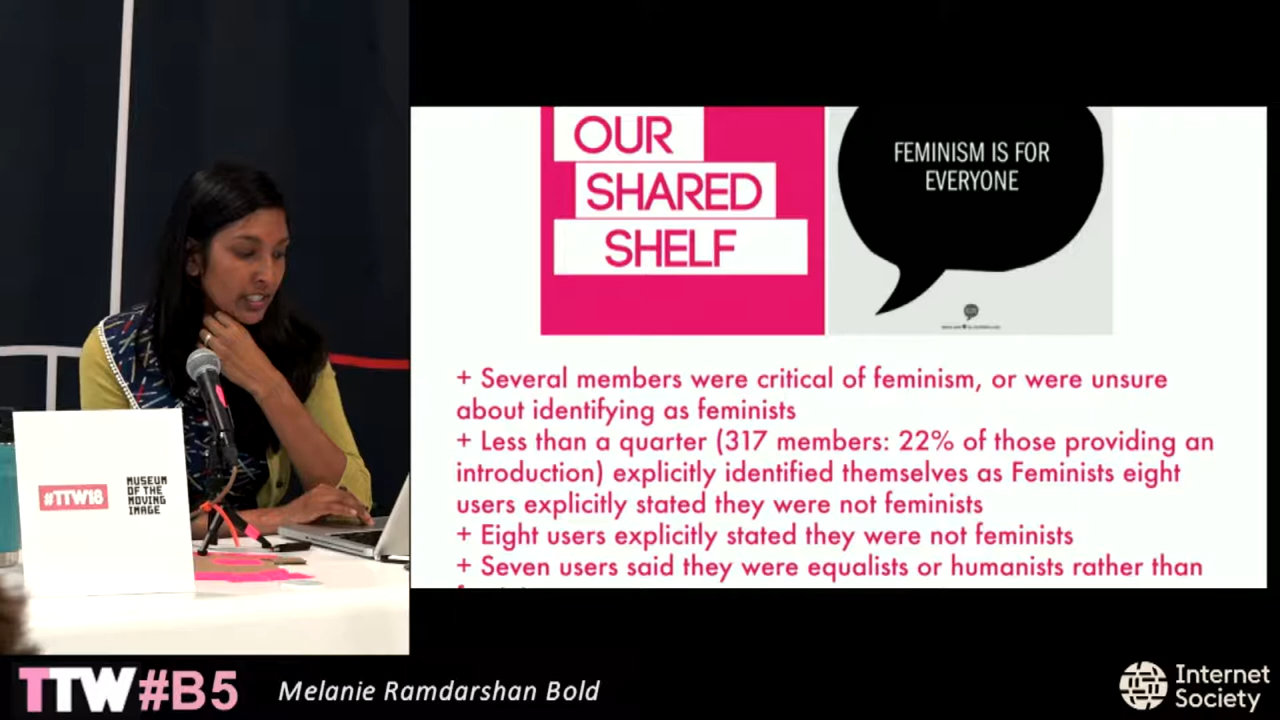 OUR
SHARED
SHELF
FEMINISM IS FOR
EVERYONE
+ Several members were critical of feminism, or were unsure
about identifying as feminists
+ Less than a quarter (317 members: 22% of those providing an
introduction) explicitly identified themselves as Feminists eight
users explicitly stated they were not feminists
+ Eight users explicitly stated they were not feminists
+ Seven users said they were equalists or humanists rather than
#TTW18
MUSEUM
OF THE
MOVING
IMAGE
TTW#B5
Melanie Ramdarshan Bold
Internet
Society